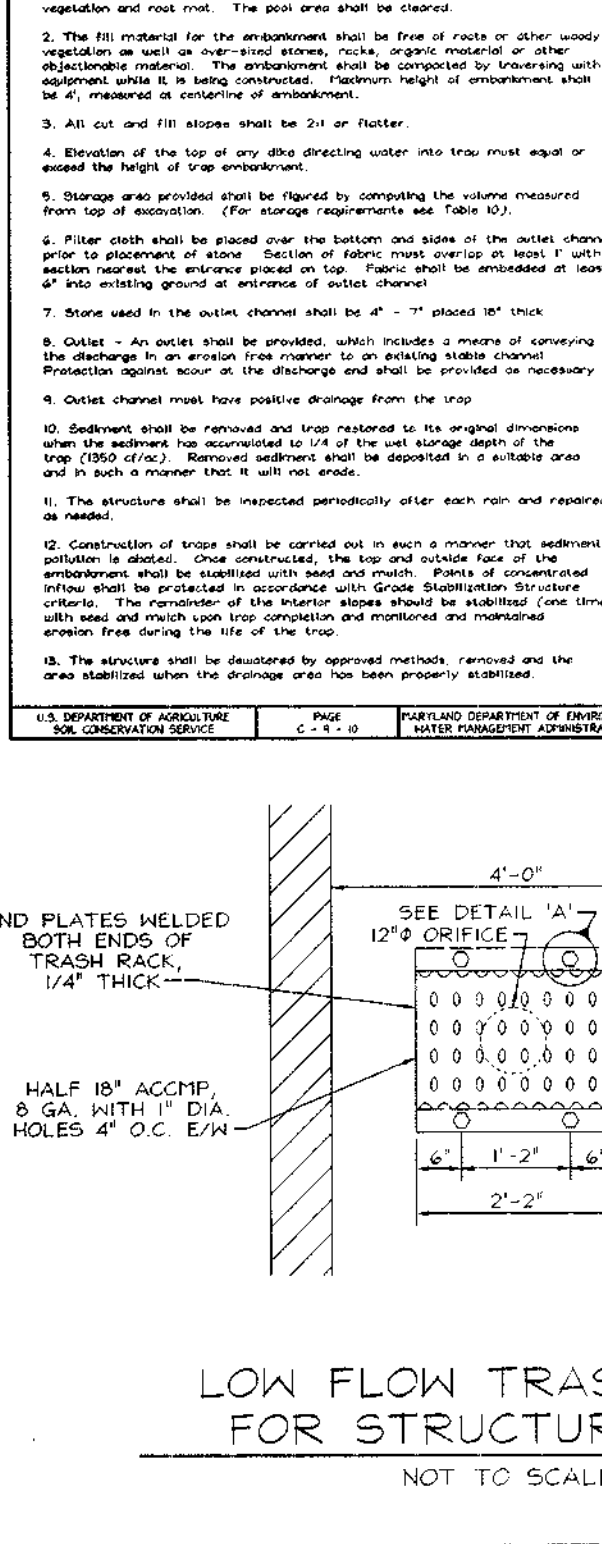 vegetation and root mat. The pool area shall be cleared.
2. The fill material for the embankment shall be free of roots or other woody
vegetation as well as over-sized stones, rocks, organic material or other
objectionable material. The embankment shall be compacted by traversing with
equipment while it is being constructed. Maximum height of embankment shall
be 4', measured at centerline of embankment.
3. All cut and fill slopes shall be 2:1 or flatter.
4. Elevation of the top of any dike directing water into trap must equal or
exceed the height of trap embankment.
5. Storage area provided shall be figured by computing the volume measured
from top of excavation. (For storage requirements see Table 10).
6. Filter cloth shall be placed over the bottom and sides of the outlet chann
prior to placement of stone Section of fabric must overlap at least 1' with
section nearest the entrance placed on top. Fabric shall be embedded at leas
6" into existing ground at entrance of outlet channel
7. Stone used in the outlet channel shall be 4" - 7" placed 18" thick
8. Outlet - An outlet shall be provided, which includes a means of conveying
the discharge in an erosion free manner to an existing stable channel
Protection against scour at the discharge end shall be provided as necessary
9. Outlet channel must have positive drainage from the trap
10. Sediment shall be removed and trap restored to its original dimensions
when the sediment has accumulated to 1/4 of the wet storage depth of the
trap (1350 cf/ac). Removed sediment shall be deposited in a suitable area
and in such a manner that it will not erode.
11. The structure shall be inspected periodically after each rain and repaired
as needed.
12. Construction of traps shall be carried out in such a manner that sediment
pollution is abated. Once constructed, the top and outside face of the
embankment shall be stabilized with seed and mulch. Points of concentrated
inflow shall be protected in accordance with Grade Stabilization Structure
criteria. The remainder of the interior slopes should be stabilized (one time
with seed and mulch upon trap completion and monitored and maintained
erosion free during the life of the trap.
13. The structure shall be dewatered by approved methods, removed and the
area stabilized when the drainage area has been properly stabilized.
U.S. DEPARTMENT OF AGRICULTURE
SOIL CONSERVATION SERVICE
PAGE
C - 9 - 10
MARYLAND DEPARTMENT OF ENVIRO
WATER MANAGEMENT ADMINISTRA
4'-0"
ND PLATES WELDED
BOTH ENDS OF
TRASH RACK,
1/4" THICK
SEE DETAIL 'A'
12"Φ ORIFICE
HALF 18" ACCMP,
8 GA. WITH 1" DIA.
HOLES 4" O.C. E/W
6" 1'-2" 6"
2'-2"
LOW FLOW TRAS
FOR STRUCTUR
NOT TO SCAL